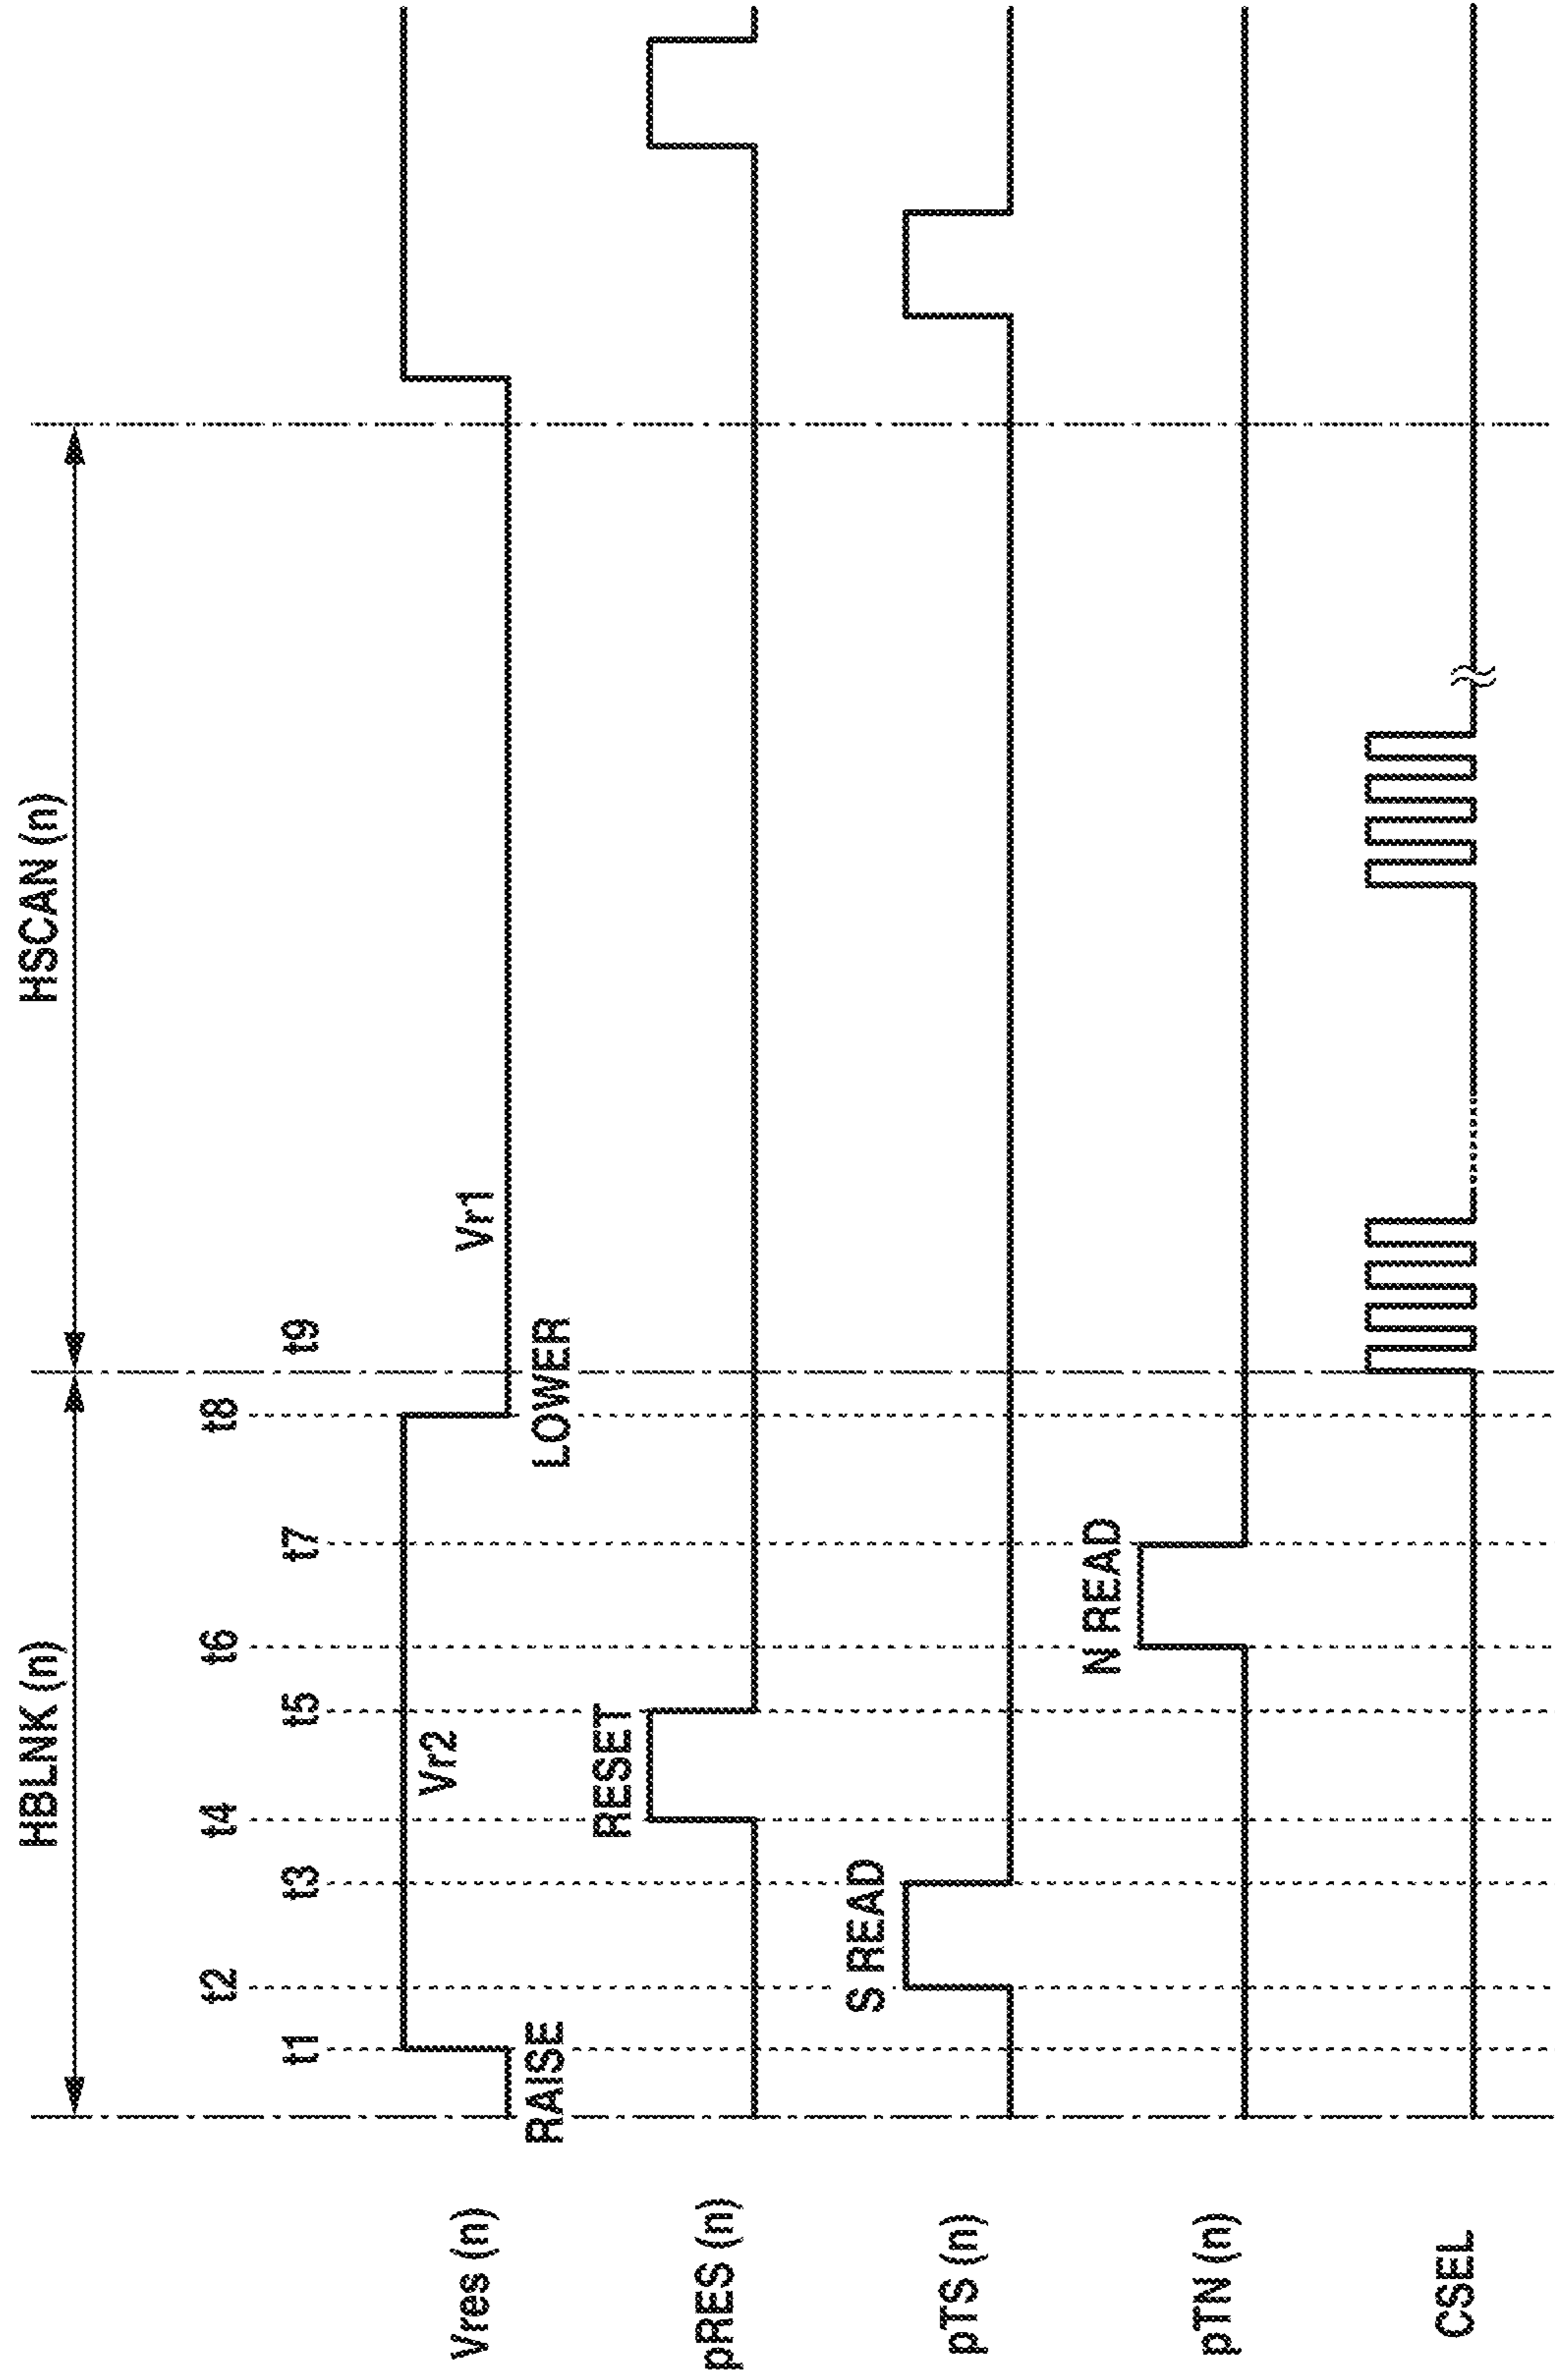 HBLNK (n)
HSCAN (n)
t1
t2
t3
t4
t5
t6
t7
t8
t9
Vres (n)
RAISE
Vr2
LOWER
Vr1
pRES (n)
RESET
pTS (n)
S READ
pTN (n)
N READ
CSEL